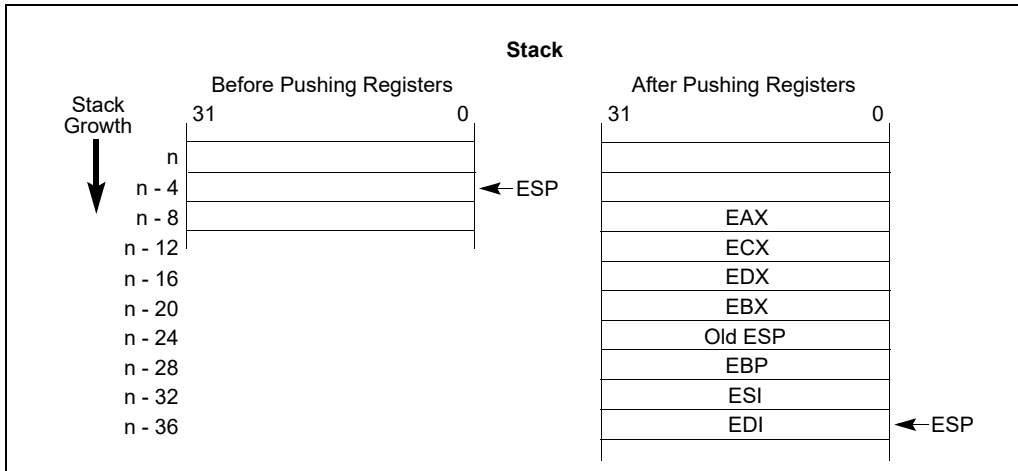 Stack
Before Pushing Registers
After Pushing Registers
Stack
Growth
31 0
31 0
n
n - 4 ESP
n - 8 EAX
n - 12 ECX
n - 16 EDX
n - 20 EBX
n - 24 Old ESP
n - 28 EBP
n - 32 ESI
n - 36 EDI ESP